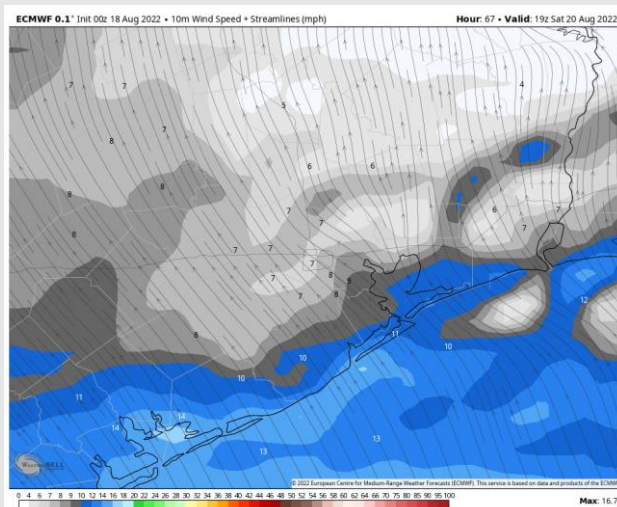 ECMWF 0.1° Init 00z 18 Aug 2022 • 10m Wind Speed + Streamlines (mph) Hour: 67 • Valid: 19z Sat 20 Aug 2022
7 7 5 4
8 7
6 6
8 8
7 6 7
8 7 7
7 7
7 8
7 8
12
8 11
10 10
10
11
14
14
13 13
WeatherBELL
© 2022 European Centre for Medium-Range Weather Forecasts (ECMWF). This service is based on data and products of the ECMWF
0 4 6 7 8 9 10 12 14 16 18 20 22 24 26 28 30 32 34 36 38 40 42 44 46 48 50 52 54 56 58 60 62 64 66 70 75 80 85 90 95 100
Max: 16.7